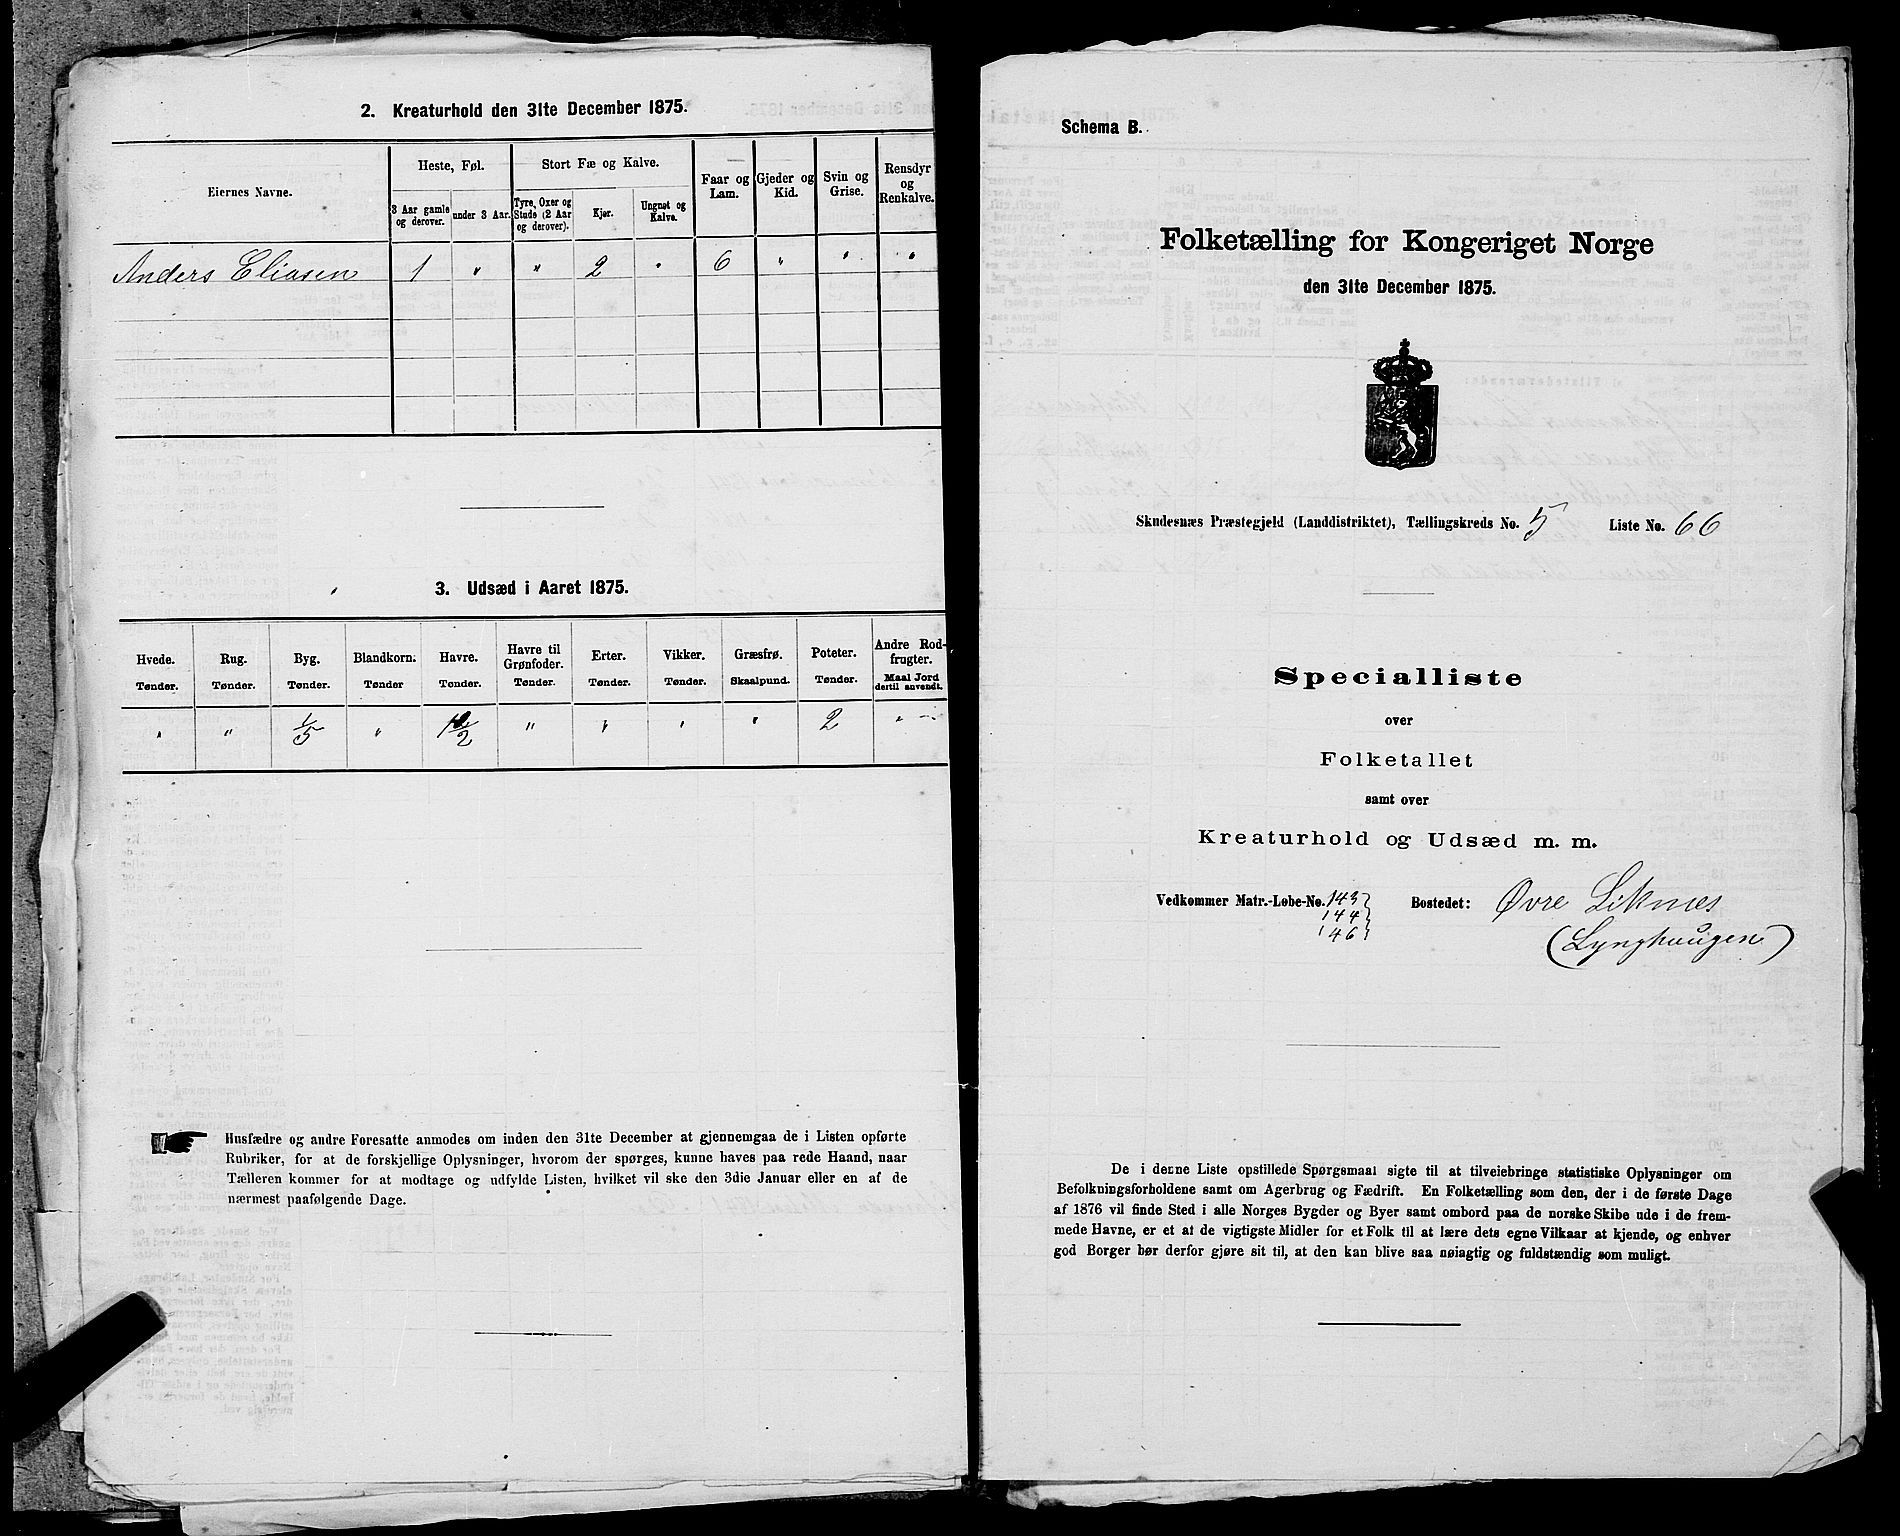 2. Kreaturhold den 31te December 1875.
Eiernes Navne.
Heste, Føl.
Stort Fæ og Kalve.
Faar og Lam.
Gjeder og Kid.
Svin og Grise.
Rensdyr og Renkalve.
3 Aar gamle og derover.
under 3 Aar.
Tyre, Oxer og Stude (2 Aar og derover).
Kjør.
Ungnøt og Kalve.
Anders Eliasen 1 " " 2 " 6 " " "
3. Udsæd i Aaret 1875.
Hvede. Rug. Byg. Blandkorn. Havre. Havre til Grønfoder. Erter. Vikker. Græsfrø. Poteter. Andre Rodfrugter.
Tønder. Tønder. Tønder. Tønder Tønder. Tønder. Tønder. Tønder. Skaalpund. Tønder. Maal Jord dertil anvendt.
" " 1/5 " " " " " 2 "
Husfædre og andre Foresatte anmodes om inden den 31te December at gjennemgaa de i Listen opførte
Rubriker, for at de forskjellige Oplysninger, hvorom der spørges, kunne haves paa rede Haand, naar
Tælleren kommer for at modtage og udfylde Listen, hvilket vil ske den 3die Januar eller en af de
nærmest paafølgende Dage.
Schema B.
Folketælling for Kongeriget Norge
den 31te December 1875.
Skudesnæs Præstegjeld (Landdistriktet), Tællingskreds No. 5 Liste No. 66
Specialliste
over
Folketallet
samt over
Kreaturhold og Udsæd m. m.
Vedkommer Matr.-Løbe-No. 143 Bostedet: Øvre Liknæs
144
146 (Lynghaugen)
De i denne Liste opstillede Spørgsmaal sigte til at tilveiebringe statistiske Oplysninger om
Befolkningsforholdene samt om Agerbrug og Fædrift. En Folketælling som den, der i de første Dage
af 1876 vil finde Sted i alle Norges Bygder og Byer samt ombord paa de norske Skibe ude i de frem-
mede Havne, er et af de vigtigste Midler for et Folk til at lære dets egne Vilkaar at kjende, og enhver
god Borger bør derfor gjøre sit til, at den kan blive saa nøiagtig og fuldstændig som muligt.